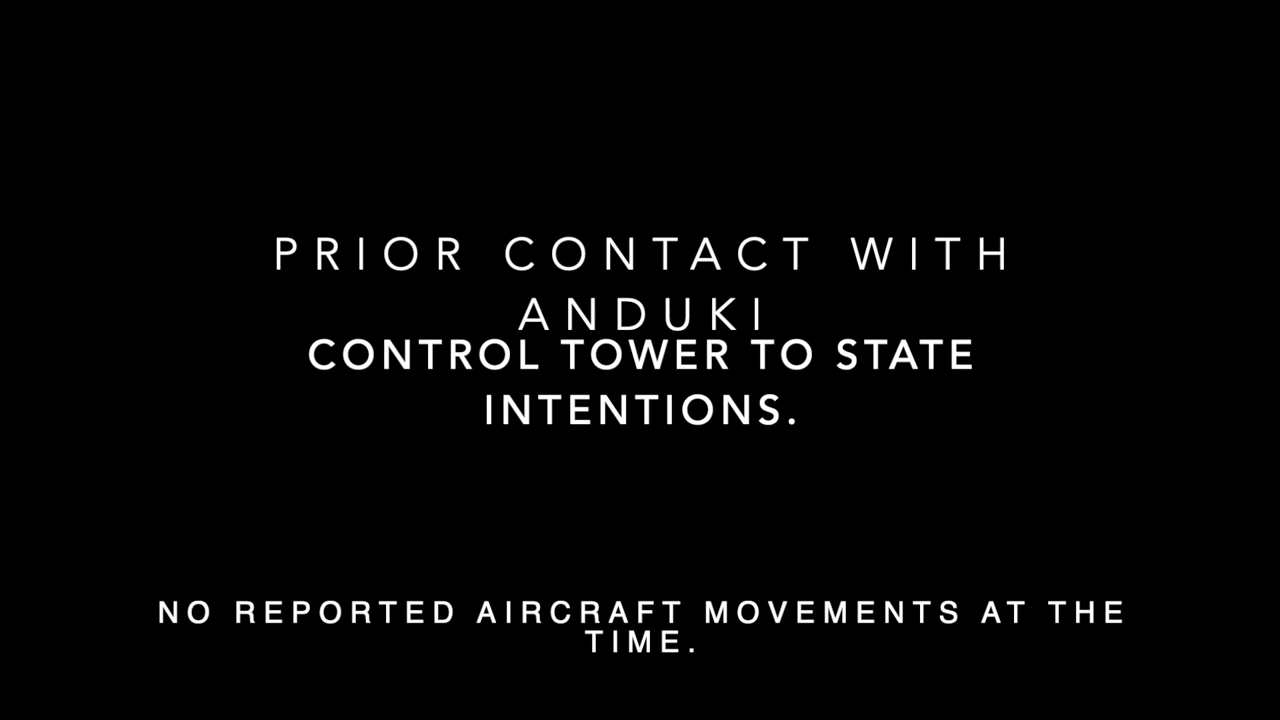 PRIOR CONTACT WITH
ANDUKI
CONTROL TOWER TO STATE
INTENTIONS.
NO REPORTED AIRCRAFT MOVEMENTS AT THE
TIME.